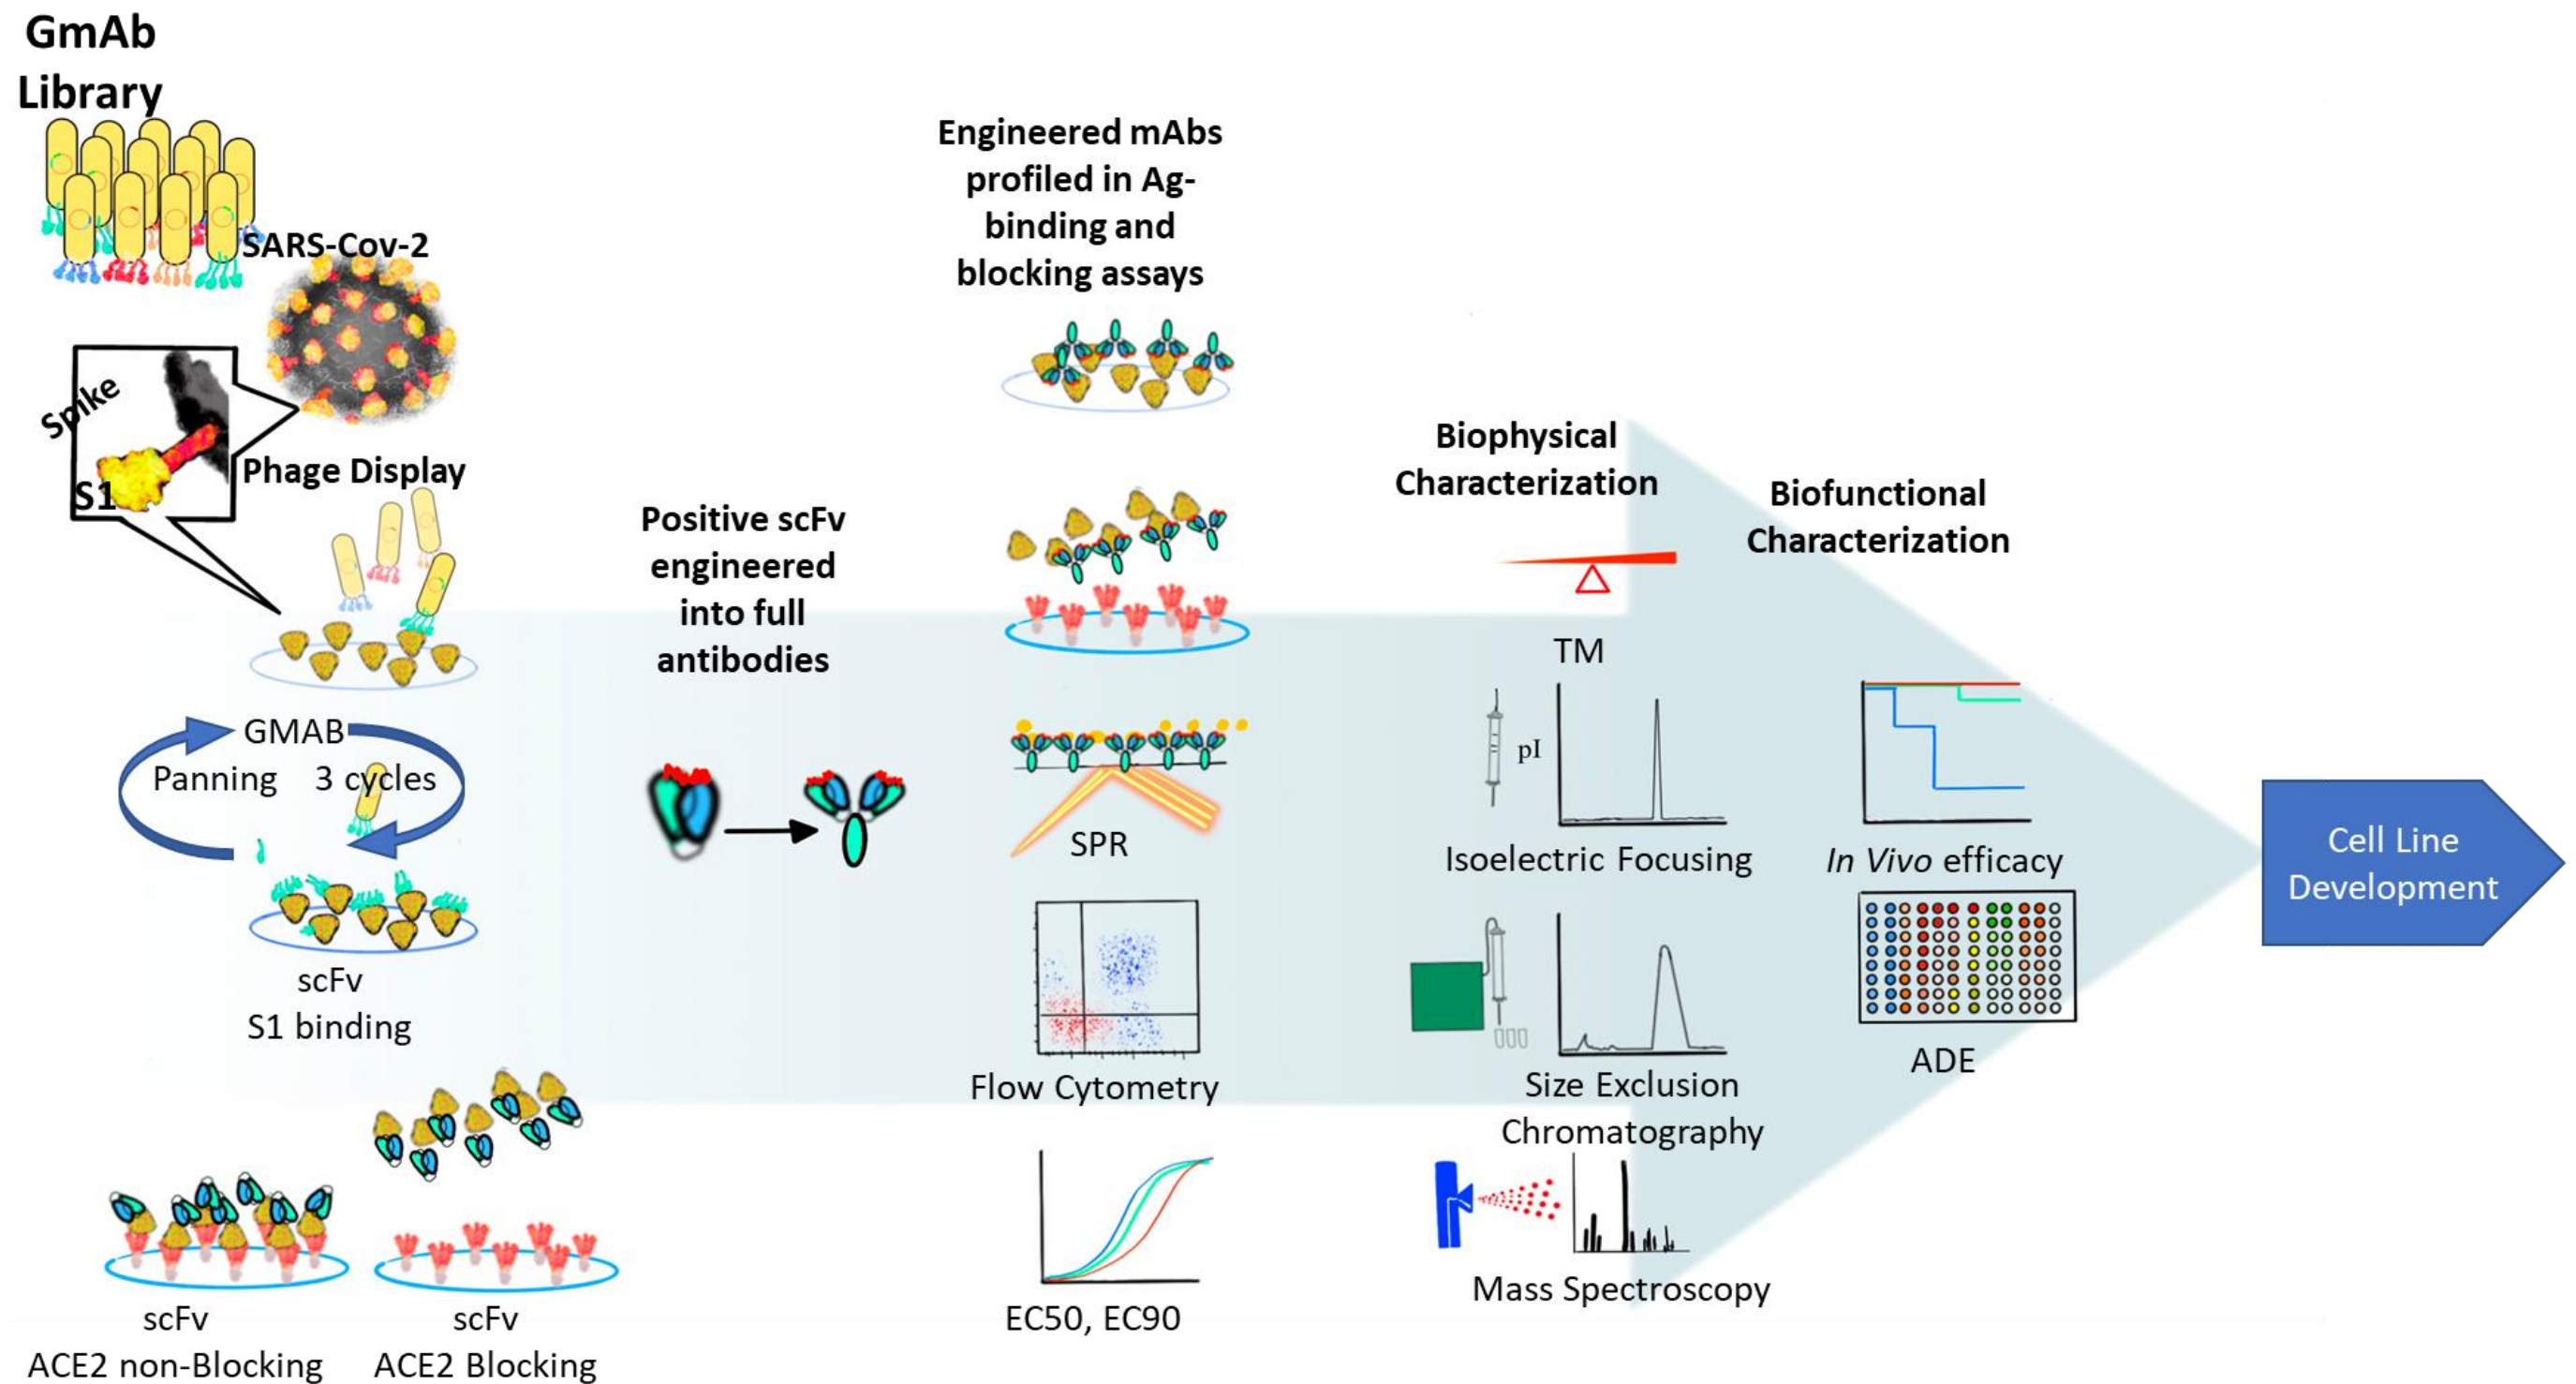 GmAb
Library
SARS-Cov-2
Spike
S1
Phage Display
GMAB
Panning 3 cycles
scFv
S1 binding
scFv
ACE2 non-Blocking
scFv
ACE2 Blocking
Positive scFv
engineered
into full
antibodies
Engineered mAbs
profiled in Ag-
binding and
blocking assays
SPR
Flow Cytometry
EC50, EC90
Biophysical
Characterization
TM
pI
Isoelectric Focusing
Size Exclusion
Chromatography
Mass Spectroscopy
Biofunctional
Characterization
In Vivo efficacy
ADE
Cell Line
Development